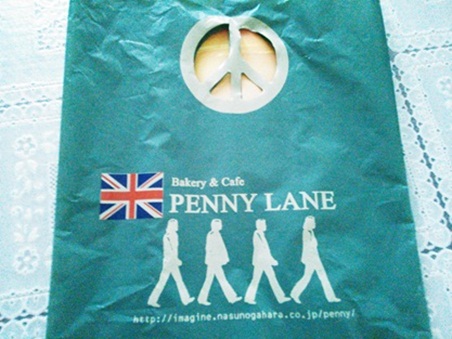 Bakery & Cafe
PENNY LANE
http://imagine.nasunogahara.co.jp/penny/